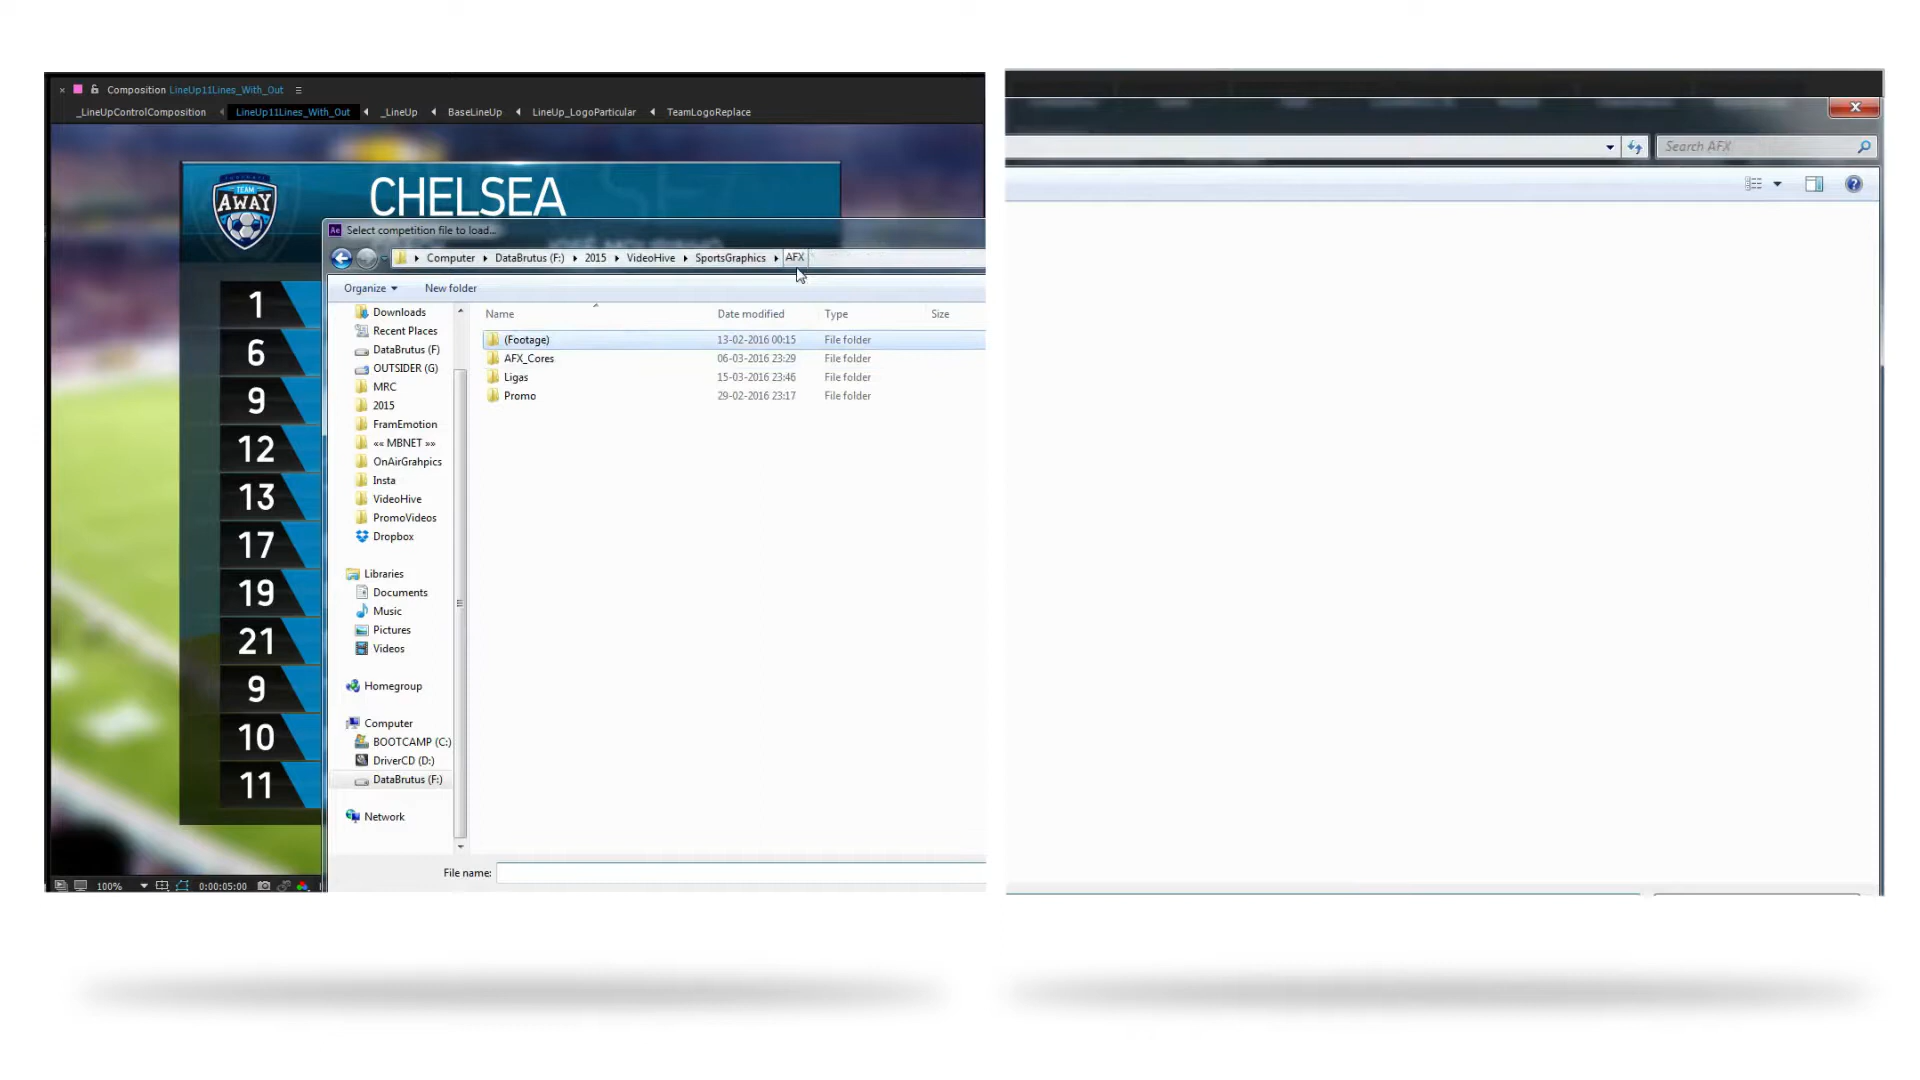 Composition LineUp11Lines_With_Out
_LineUpControlComposition LineUp11Lines_With_Out _LineUp BaseLineUp LineUp_LogoParticular TeamLogoReplace
TEAM
AWAY
CHELSEA
Select competition file to load...
Computer DataBrutus (F:) 2015 VideoHive SportsGraphics AFX
Search AFX
Organize New folder
Name Date modified Type Size
(Footage) 13-02-2016 00:15 File folder
AFX_Cores 06-03-2016 23:29 File folder
Ligas 15-03-2016 23:46 File folder
Promo 29-02-2016 23:17 File folder
Downloads
Recent Places
DataBrutus (F)
OUTSIDER (G)
MRC
2015
FramEmotion
«« MBNET »»
OnAirGrahpics
Insta
VideoHive
PromoVideos
Dropbox
Libraries
Documents
Music
Pictures
Videos
Homegroup
Computer
BOOTCAMP (C:)
DriverCD (D:)
DataBrutus (F:)
Network
1
6
9
12
13
17
19
21
9
10
11
File name:
100% 0:00:05:00